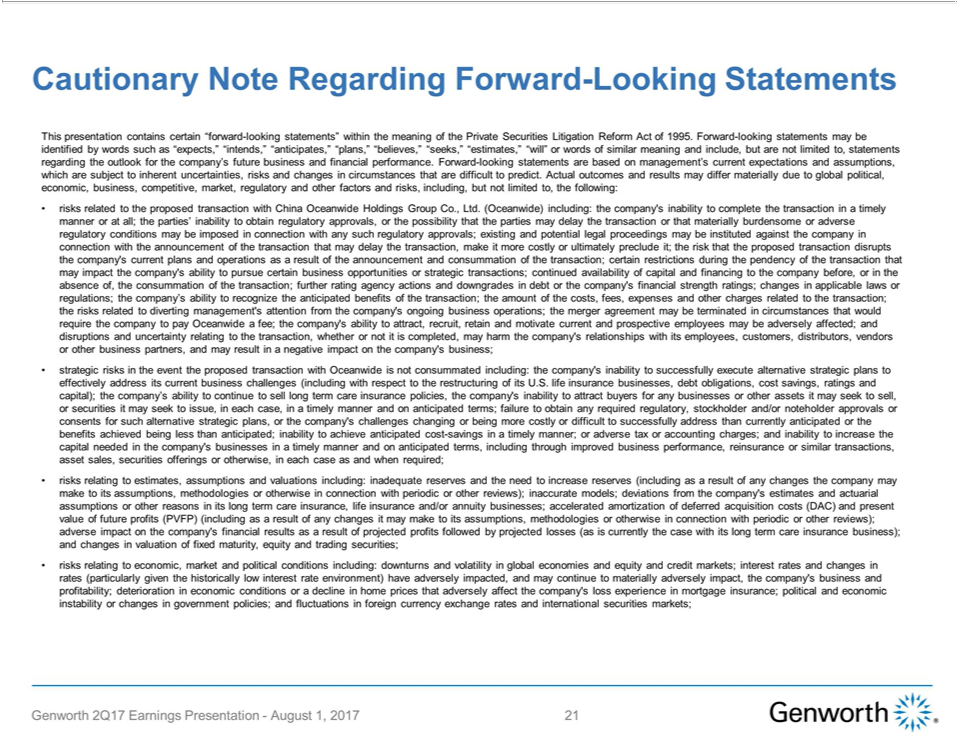 Cautionary Note Regarding Forward-Looking Statements
This presentation contains certain “forward-looking statements” within the meaning of the Private Securities Litigation Reform Act of 1995. Forward-looking statements may be
identified by words such as “expects,” “intends,” “anticipates,” “plans,” “believes,” “seeks,” “estimates,” “will” or words of similar meaning and include, but are not limited to, statements
regarding the outlook for the company’s future business and financial performance. Forward-looking statements are based on management’s current expectations and assumptions,
which are subject to inherent uncertainties, risks and changes in circumstances that are difficult to predict. Actual outcomes and results may differ materially due to global political,
economic, business, competitive, market, regulatory and other factors and risks, including, but not limited to, the following:
• risks related to the proposed transaction with China Oceanwide Holdings Group Co., Ltd. (Oceanwide) including: the company's inability to complete the transaction in a timely
manner or at all; the parties’ inability to obtain regulatory approvals, or the possibility that the parties may delay the transaction or that materially burdensome or adverse
regulatory conditions may be imposed in connection with any such regulatory approvals; existing and potential legal proceedings may be instituted against the company in
connection with the announcement of the transaction that may delay the transaction, make it more costly or ultimately preclude it; the risk that the proposed transaction disrupts
the company's current plans and operations as a result of the announcement and consummation of the transaction; certain restrictions during the pendency of the transaction that
may impact the company's ability to pursue certain business opportunities or strategic transactions; continued availability of capital and financing to the company before, or in the
absence of, the consummation of the transaction; further rating agency actions and downgrades in debt or the company's financial strength ratings; changes in applicable laws or
regulations; the company’s ability to recognize the anticipated benefits of the transaction; the amount of the costs, fees, expenses and other charges related to the transaction;
the risks related to diverting management's attention from the company's ongoing business operations; the merger agreement may be terminated in circumstances that would
require the company to pay Oceanwide a fee; the company's ability to attract, recruit, retain and motivate current and prospective employees may be adversely affected; and
disruptions and uncertainty relating to the transaction, whether or not it is completed, may harm the company's relationships with its employees, customers, distributors, vendors
or other business partners, and may result in a negative impact on the company's business;
• strategic risks in the event the proposed transaction with Oceanwide is not consummated including: the company's inability to successfully execute alternative strategic plans to
effectively address its current business challenges (including with respect to the restructuring of its U.S. life insurance businesses, debt obligations, cost savings, ratings and
capital); the company’s ability to continue to sell long term care insurance policies, the company's inability to attract buyers for any businesses or other assets it may seek to sell,
or securities it may seek to issue, in each case, in a timely manner and on anticipated terms; failure to obtain any required regulatory, stockholder and/or noteholder approvals or
consents for such alternative strategic plans, or the company's challenges changing or being more costly or difficult to successfully address than currently anticipated or the
benefits achieved being less than anticipated; inability to achieve anticipated cost-savings in a timely manner; or adverse tax or accounting charges; and inability to increase the
capital needed in the company's businesses in a timely manner and on anticipated terms, including through improved business performance, reinsurance or similar transactions,
asset sales, securities offerings or otherwise, in each case as and when required;
• risks relating to estimates, assumptions and valuations including: inadequate reserves and the need to increase reserves (including as a result of any changes the company may
make to its assumptions, methodologies or otherwise in connection with periodic or other reviews); inaccurate models; deviations from the company's estimates and actuarial
assumptions or other reasons in its long term care insurance, life insurance and/or annuity businesses; accelerated amortization of deferred acquisition costs (DAC) and present
value of future profits (PVFP) (including as a result of any changes it may make to its assumptions, methodologies or otherwise in connection with periodic or other reviews);
adverse impact on the company's financial results as a result of projected profits followed by projected losses (as is currently the case with its long term care insurance business);
and changes in valuation of fixed maturity, equity and trading securities;
• risks relating to economic, market and political conditions including: downturns and volatility in global economies and equity and credit markets; interest rates and changes in
rates (particularly given the historically low interest rate environment) have adversely impacted, and may continue to materially adversely impact, the company's business and
profitability; deterioration in economic conditions or a decline in home prices that adversely affect the company's loss experience in mortgage insurance; political and economic
instability or changes in government policies; and fluctuations in foreign currency exchange rates and international securities markets;
Genworth 2Q17 Earnings Presentation - August 1, 2017
21
Genworth®